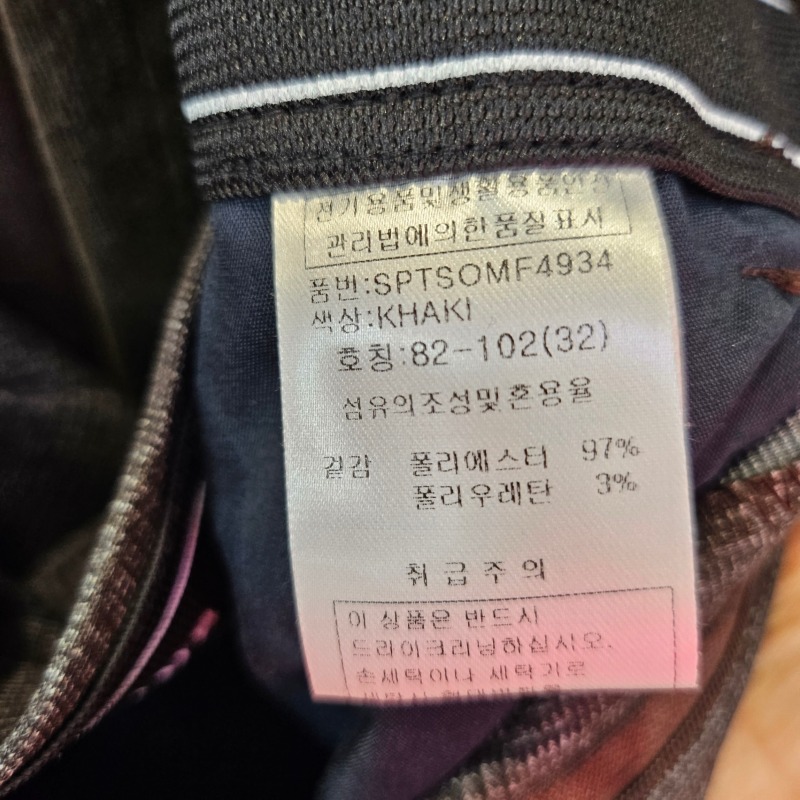 전기용품및생활용품안전
관리법에의한품질표시
품번:SPTSOMF4934
색상:KHAKI
호칭:82-102(32)
섬유의조성및혼용율
겉감 폴리에스터 97%
폴리우레탄 3%
취급주의
이 상품은 반드시
드라이크리닝하십시오.
손세탁이나 세탁기로